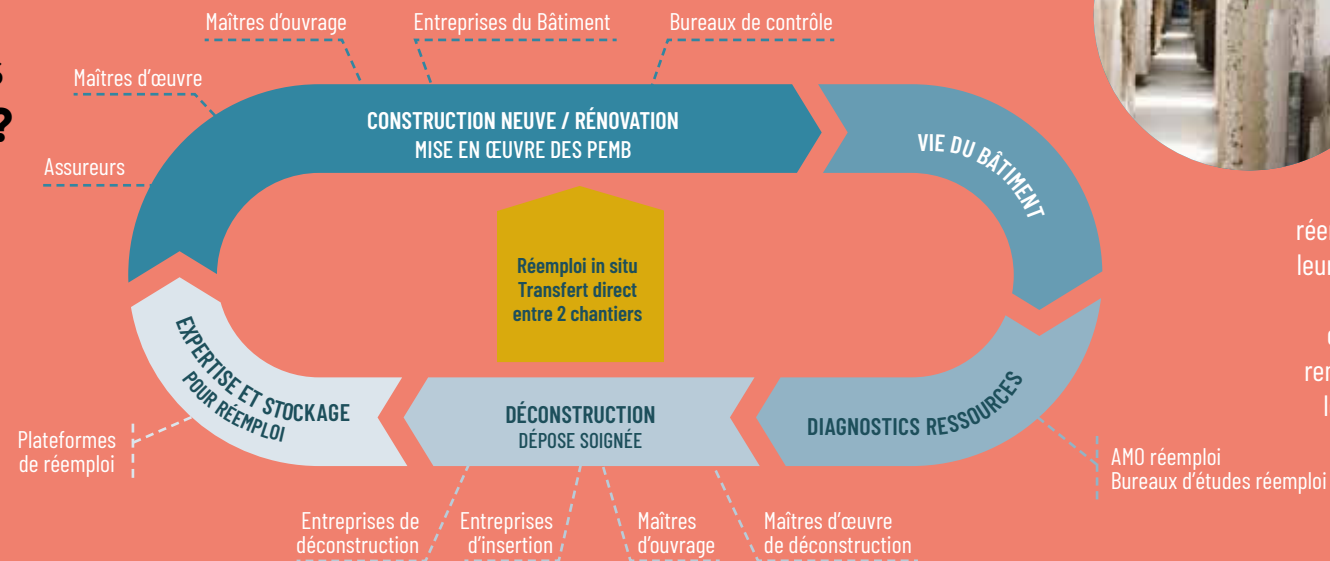 Maîtres d'ouvrage
Entreprises du Bâtiment
Bureaux de contrôle
Maîtres d'œuvre
?
Assureurs
CONSTRUCTION NEUVE / RÉNOVATION
MISE EN ŒUVRE DES PEMB
VIE DU BÂTIMENT
Réemploi in situ
Transfert direct
entre 2 chantiers
EXPERTISE ET STOCKAGE
POUR RÉEMPLOI
DÉCONSTRUCTION
DÉPOSE SOIGNÉE
DIAGNOSTICS RESSOURCES
Plateformes
de réemploi
AMO réemploi
Bureaux d'études réemploi
Entreprises de
déconstruction
Entreprises
d'insertion
Maîtres
d'ouvrage
Maîtres d'œuvre
de déconstruction